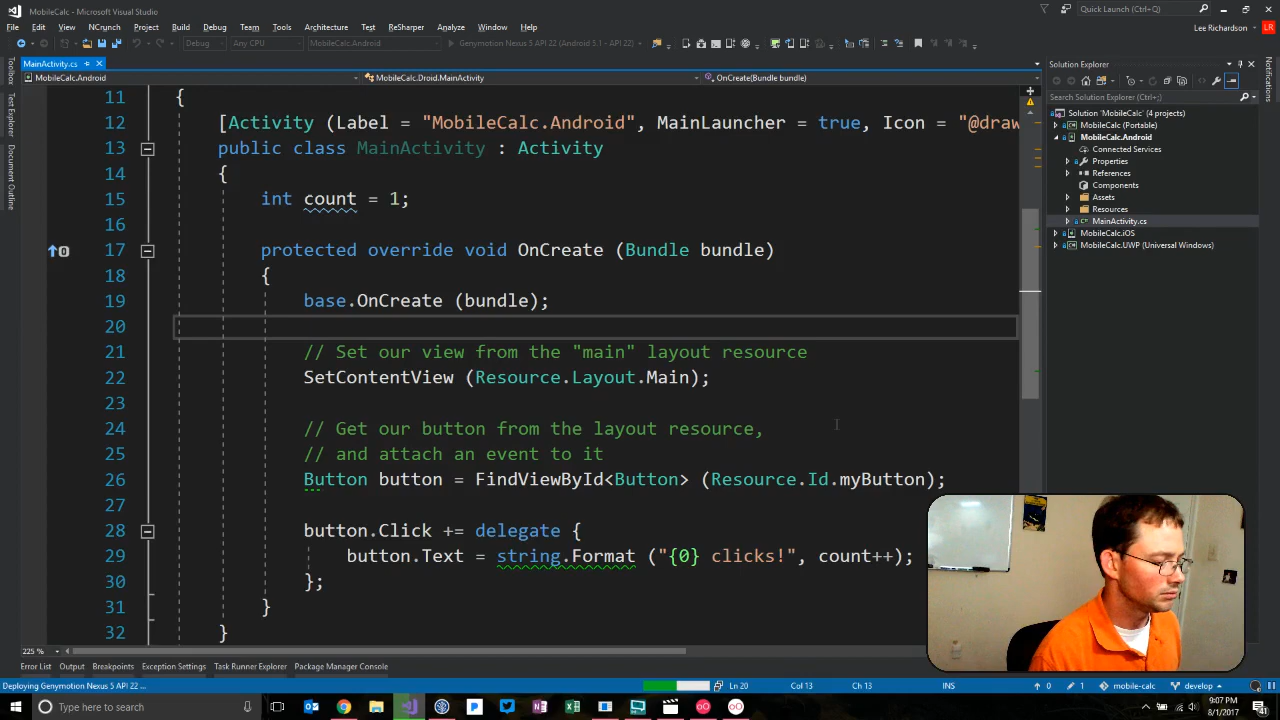 MobileCalc - Microsoft Visual Studio
Quick Launch (Ctrl+Q)
File Edit View NCrunch Project Build Debug Team Tools Architecture Test ReSharper Analyze Window Help
Lee Richardson LR
Debug Any CPU MobileCalc.Android Genymotion Nexus 5 API 22 (Android 5.1 - API 22)
MainActivity.cs
MobileCalc.Android MobileCalc.Droid.MainActivity OnCreate(Bundle bundle)
Toolbox
Test Explorer
Document Outline
11 {
12 [Activity (Label = "MobileCalc.Android", MainLauncher = true, Icon = "@draw
13 public class MainActivity : Activity
14 {
15 int count = 1;
16
17 protected override void OnCreate (Bundle bundle)
18 {
19 base.OnCreate (bundle);
20
21 // Set our view from the "main" layout resource
22 SetContentView (Resource.Layout.Main);
23
24 // Get our button from the layout resource,
25 // and attach an event to it
26 Button button = FindViewById<Button> (Resource.Id.myButton);
27
28 button.Click += delegate {
29 button.Text = string.Format ("{0} clicks!", count++);
30 };
31 }
32 }
225 %
Solution Explorer
Search Solution Explorer (Ctrl+;)
Solution 'MobileCalc' (4 projects)
MobileCalc (Portable)
MobileCalc.Android
Connected Services
Properties
References
Components
Assets
Resources
MainActivity.cs
MobileCalc.iOS
MobileCalc.UWP (Universal Windows)
Notifications
Error List Output Breakpoints Exception Settings Task Runner Explorer Package Manager Console
Deploying Genymotion Nexus 5 API 22 ... Ln 20 Col 13 Ch 13 INS 0 1 mobile-calc develop
Type here to search
9:07 PM
8/1/2017